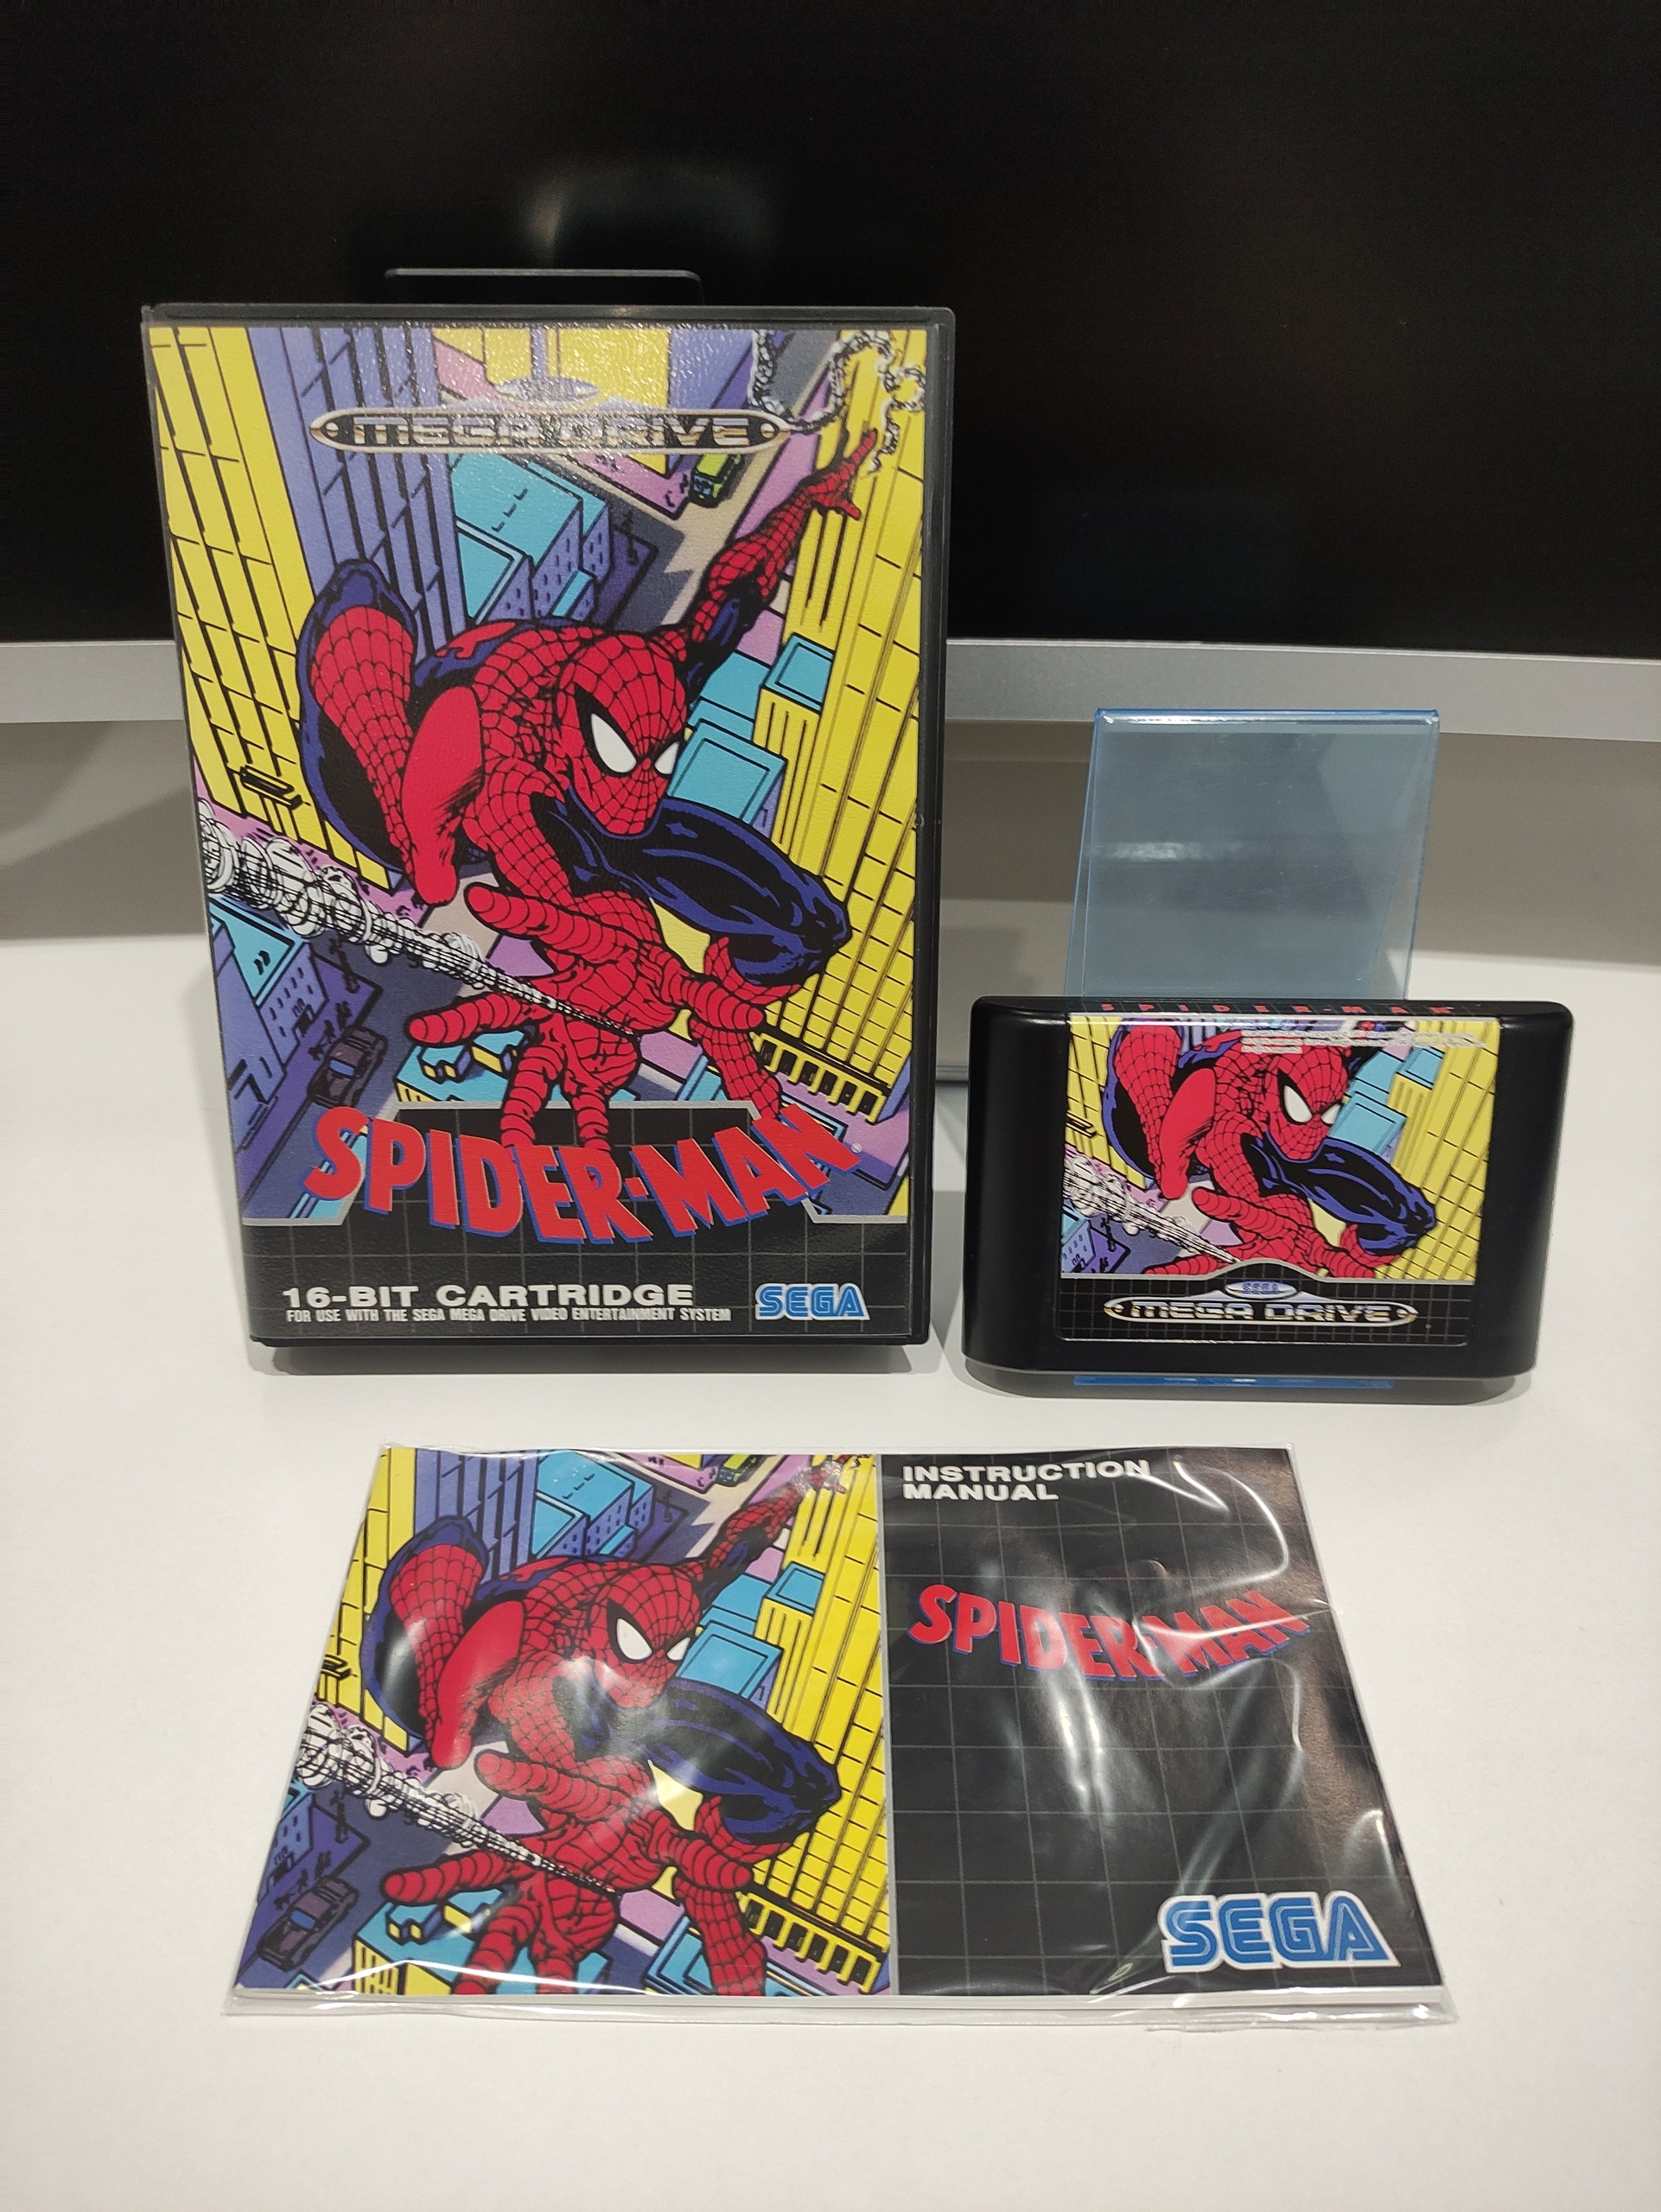 MEGA DRIVE
SPIDER-MAN
16-BIT CARTRIDGE
FOR USE WITH THE SEGA MEGA DRIVE VIDEO ENTERTAINMENT SYSTEM
SEGA
SPIDER-MAN
SEGA
MEGA DRIVE
INSTRUCTION
MANUAL
SPIDER-MAN
SEGA